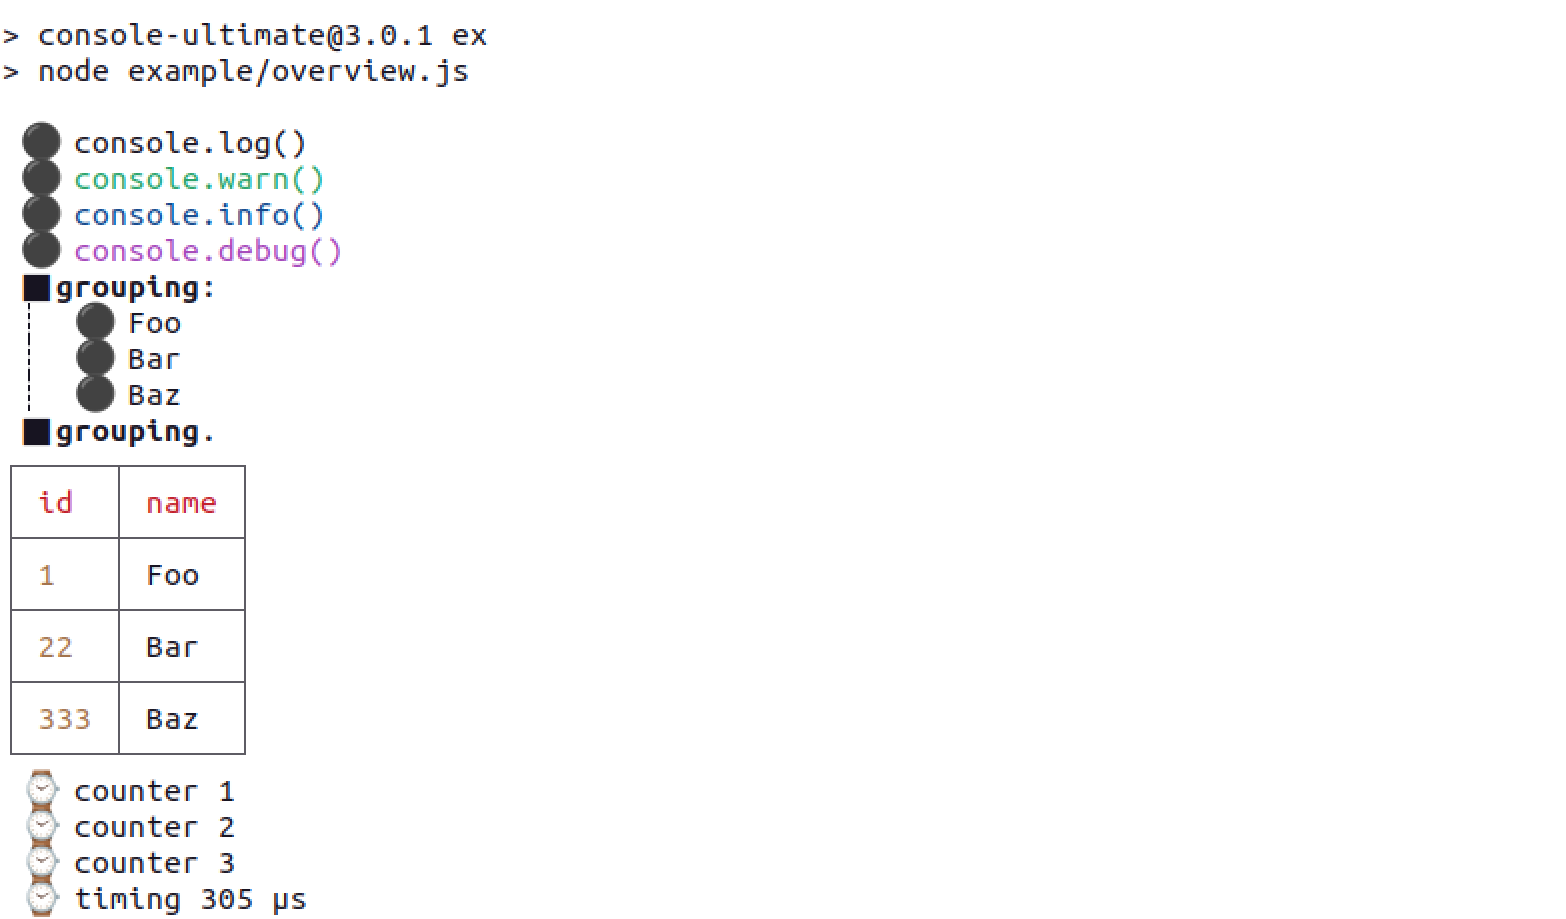 > console-ultimate@3.0.1 ex
> node example/overview.js
console.log()
console.warn()
console.info()
console.debug()
grouping:
Foo
Bar
Baz
grouping.
id name
1 Foo
22 Bar
333 Baz
counter 1
counter 2
counter 3
timing 305 µs